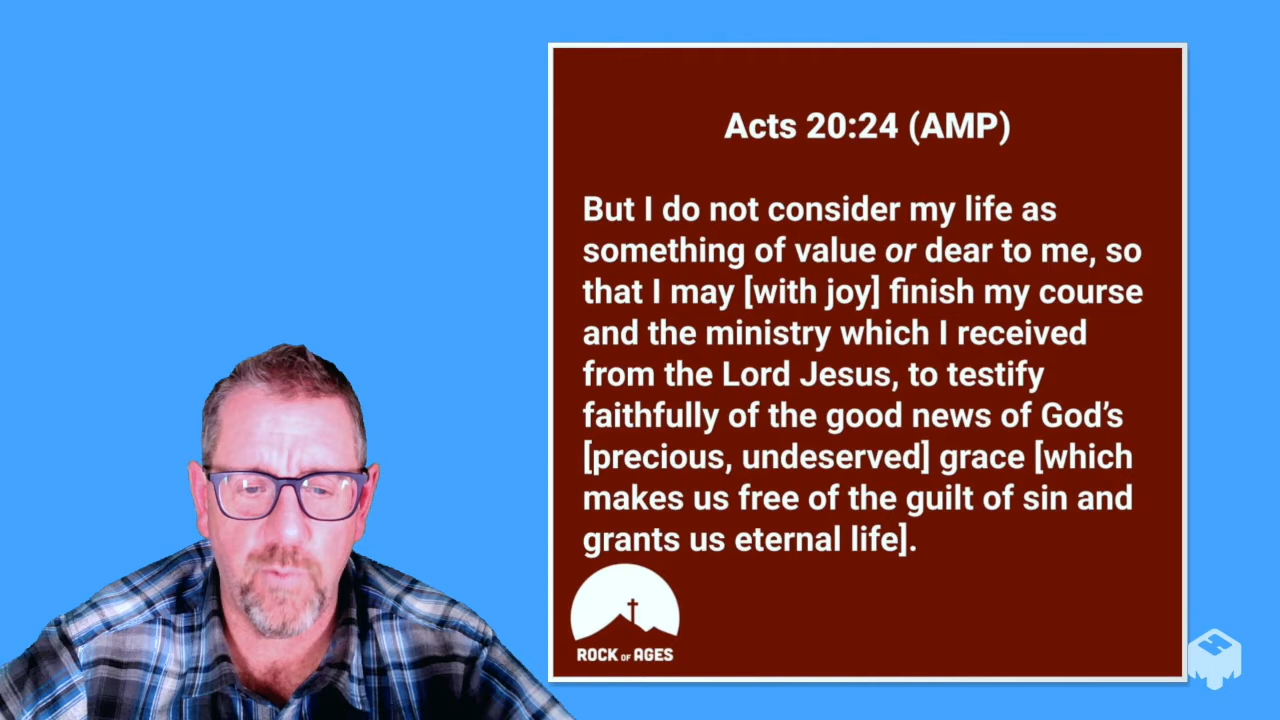 Acts 20:24 (AMP)
But I do not consider my life as
something of value or dear to me, so
that I may [with joy] finish my course
and the ministry which I received
from the Lord Jesus, to testify
faithfully of the good news of God’s
[precious, undeserved] grace [which
makes us free of the guilt of sin and
grants us eternal life].
ROCK OF AGES